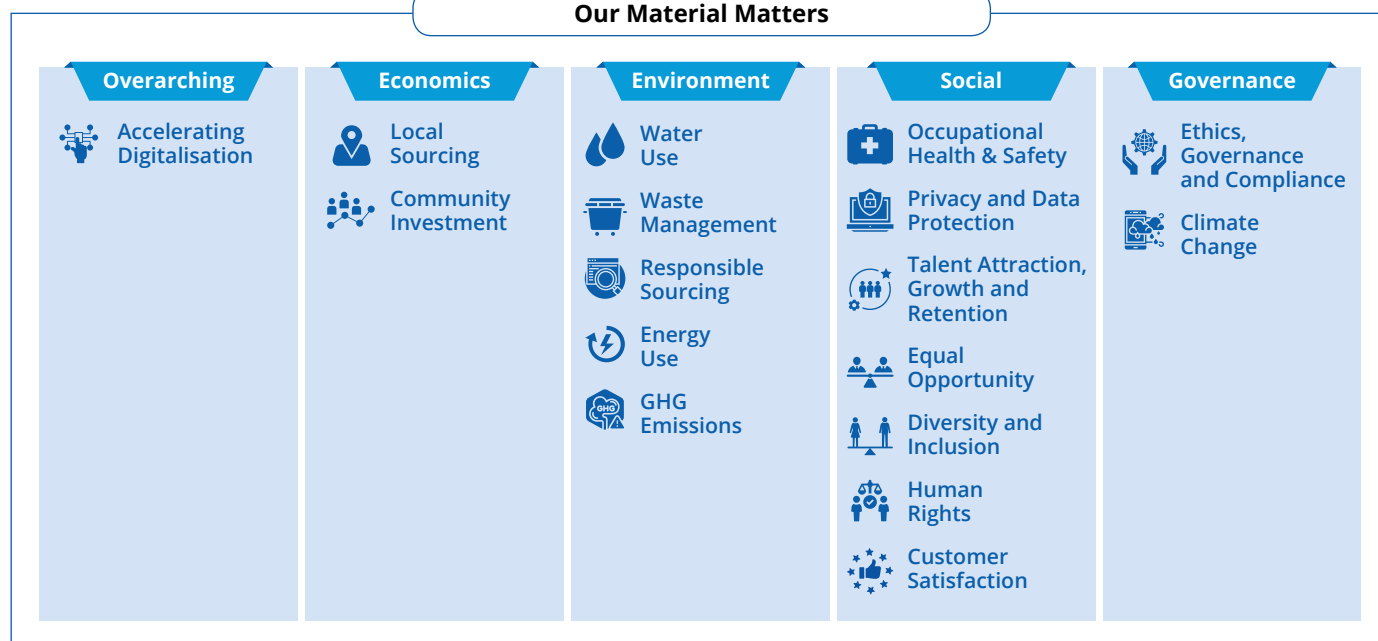 Our Material Matters
Overarching
Accelerating
Digitalisation
Economics
Local
Sourcing
Community
Investment
Environment
Water
Use
Waste
Management
Responsible
Sourcing
Energy
Use
GHG
GHG
Emissions
Social
Occupational
Health & Safety
Privacy and Data
Protection
Talent Attraction,
Growth and
Retention
Equal
Opportunity
Diversity and
Inclusion
Human
Rights
Customer
Satisfaction
Governance
Ethics,
Governance
and Compliance
Climate
Change